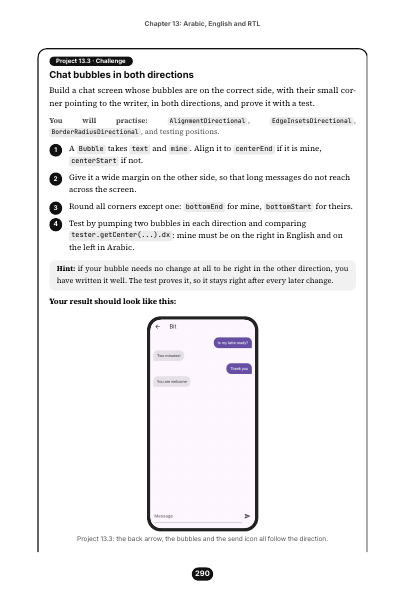 Chapter 13: Arabic, English and RTL
Project 13.3 · Challenge
Chat bubbles in both directions
Build a chat screen whose bubbles are on the correct side, with their small cor-
ner pointing to the writer, in both directions, and prove it with a test.
You will practise: AlignmentDirectional, EdgeInsetsDirectional,
BorderRadiusDirectional, and testing positions.
1 A Bubble takes text and mine. Align it to centerEnd if it is mine,
centerStart if not.
2 Give it a wide margin on the other side, so that long messages do not reach
across the screen.
3 Round all corners except one: bottomEnd for mine, bottomStart for theirs.
4 Test by pumping two bubbles in each direction and comparing
tester.getCenter(...).dx: mine must be on the right in English and on
the left in Arabic.
Hint: if your bubble needs no change at all to be right in the other direction, you
have written it well. The test proves it, so it stays right after every later change.
Your result should look like this:
Bit
Is my table ready?
Two minutes!
Thank you
You are welcome
Message
Project 13.3: the back arrow, the bubbles and the send icon all follow the direction.
290